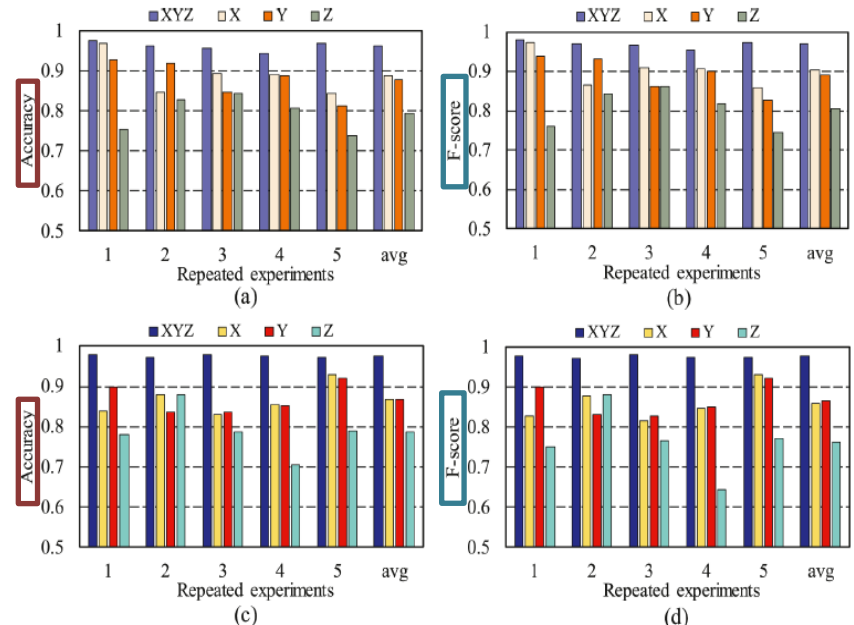 XYZ X Y Z
1
0.9
0.8
0.7
0.6
0.5
Accuracy
1 2 3 4 5 avg
Repeated experiments
(a)
XYZ X Y Z
1
0.9
0.8
0.7
0.6
0.5
F-score
1 2 3 4 5 avg
Repeated experiments
(b)
XYZ X Y Z
1
0.9
0.8
0.7
0.6
0.5
Accuracy
1 2 3 4 5 avg
Repeated experiments
(c)
XYZ X Y Z
1
0.9
0.8
0.7
0.6
0.5
F-score
1 2 3 4 5 avg
Repeated experiments
(d)